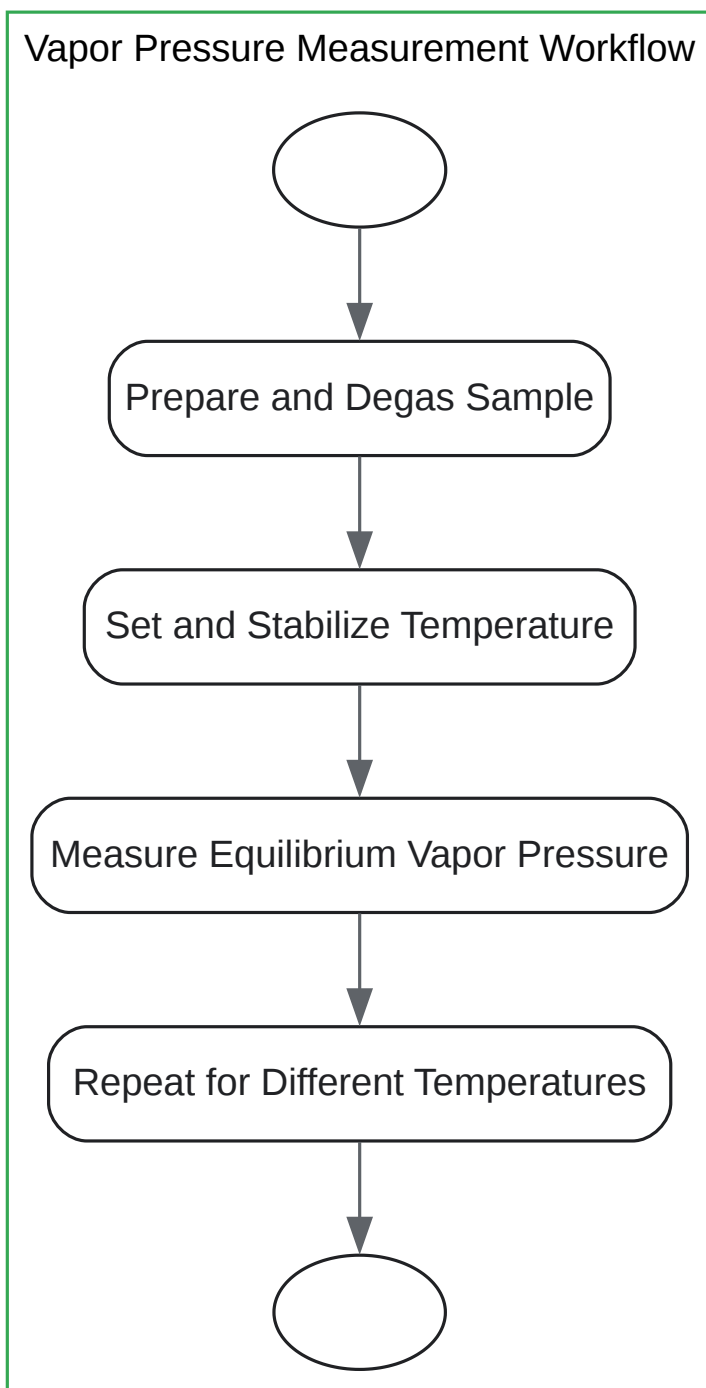 Vapor Pressure Measurement Workflow
Prepare and Degas Sample
Set and Stabilize Temperature
Measure Equilibrium Vapor Pressure
Repeat for Different Temperatures